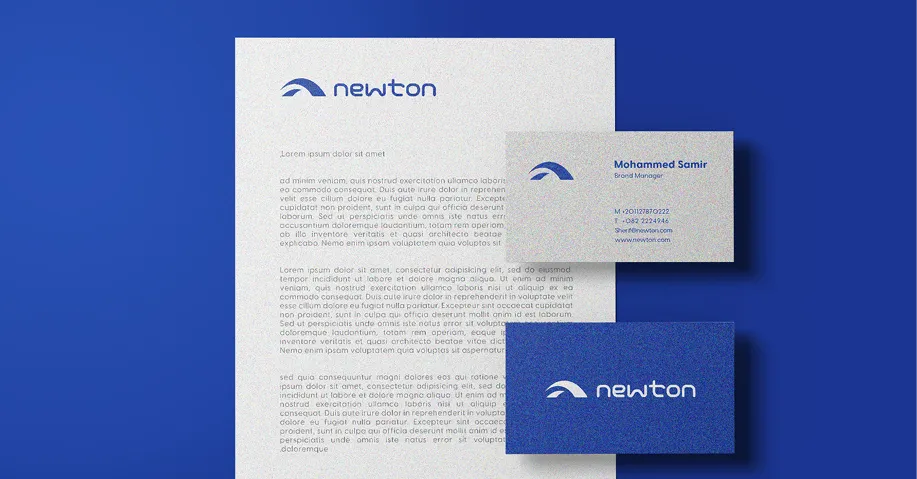 newton
.Lorem ipsum dolor sit amet
ad minim veniam, quis nostrud exercitation ullamco laboris
ea commodo consequat. Duis aute irure dolor in reprehen
velit esse cillum dolore eu fugiat nulla pariatur. Excepte
cupidatat non proident, sunt in culpa qui officia deserunt
laborum. Sed ut perspiciatis unde omnis iste natus err
accusantium doloremque laudantium, totam rem aperiam,
ab illo inventore veritatis et quasi architecto beatae
explicabo. Nemo enim ipsam voluptatem quia voluptas sit
Lorem ipsum dolor sit amet, consectetur adipisicing elit, sed do eiusmod
tempor incididunt ut labore et dolore magna aliqua. Ut enim ad minim
veniam, quis nostrud exercitation ullamco laboris nisi ut aliquip ex ea
commodo consequat. Duis aute irure dolor in reprehenderit in voluptate velit
esse cillum dolore eu fugiat nulla pariatur. Excepteur sint occaecat cupidatat
non proident, sunt in culpa qui officia deserunt mollit anim id est laborum.
Sed ut perspiciatis unde omnis iste natus error sit voluptatem
doloremque laudantium, totam rem aperiam, eaque
inventore veritatis et quasi architecto beatae vitae dict
Nemo enim ipsam voluptatem quia voluptas sit aspernatur
sed quia consequuntur magni dolores eos qui ratione v
ipsum dolor sit amet, consectetur adipisicing elit, sed do
incididunt ut labore et dolore magna aliqua. Ut enim ad m
nostrud exercitation ullamco laboris nisi ut aliquip e
consequat. Duis aute irure dolor in reprehenderit in volupta
cillum dolore eu fugiat nulla pariatur. Excepteur sint occaec
proident, sunt in culpa qui officia deserunt mollit anim id e
perspiciatis unde omnis iste natus error sit voluptat
.doloremque
Mohammed Samir
Brand Manager
M +201127870222
T +082 2224946
Sherif@newton.com
www.newton.com
newton